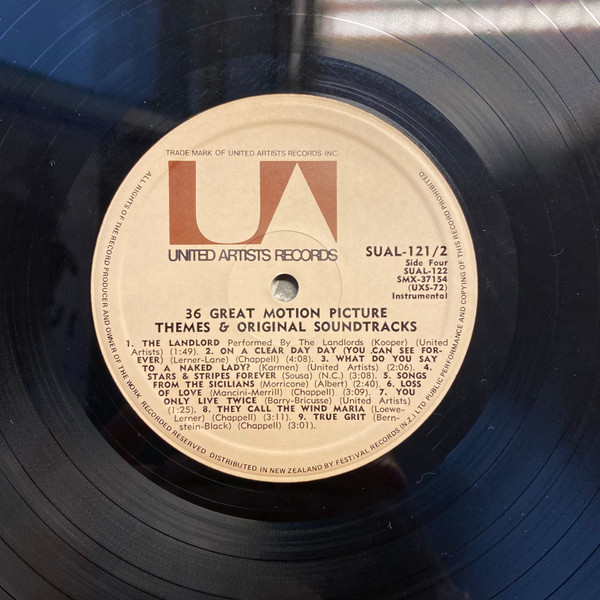 TRADE MARK OF UNITED ARTISTS RECORDS INC.
UA
UNITED ARTISTS RECORDS
SUAL-121/2
Side Four
SUAL-122
SMX-37154
(UXS-72)
Instrumental
36 GREAT MOTION PICTURE
THEMES & ORIGINAL SOUNDTRACKS
1. THE LANDLORD Performed By The Landlords (Kooper) (United
Artists) (1:49). 2. ON A CLEAR DAY DAY (YOU CAN SEE FOR-
EVER) (Lerner-Lane) (Chappell) (4:08). 3. WHAT DO YOU SAY
TO A NAKED LADY? (Karmen) (United Artists) (2:06). 4.
STARS & STRIPES FOREVER (Sousa) (N.C.) (3:08). 5. SONGS
FROM THE SICILIANS (Morricone) (Albert) (2:40). 6. LOSS
OF LOVE (Mancini-Merrill) (Chappell) (3:09). 7. YOU
ONLY LIVE TWICE (Barry-Bricusse) (United Artists)
(1:25). 8. THEY CALL THE WIND MARIA (Loewe-
Lerner) (Chappell) (3:11). 9. TRUE GRIT (Bern-
stein-Black) (Chappell) (3:01).
ALL RIGHTS OF THE RECORD PRODUCER AND OWNER OF THE WORK RECORDED RESERVED DISTRIBUTED IN NEW ZEALAND BY FESTIVAL RECORDS (N.Z.) LTD PUBLIC PERFORMANCE AND COPYING OF THIS RECORD PROHIBITED